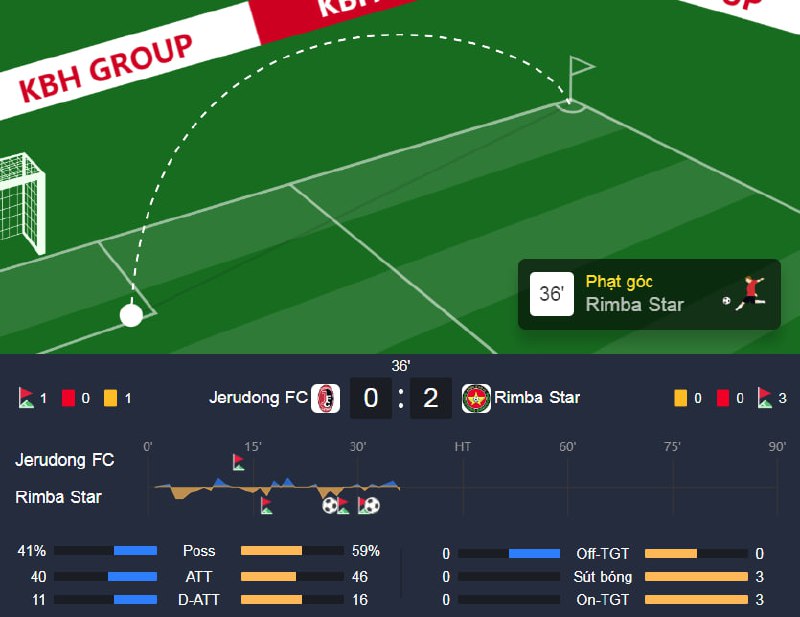 KBH GROUP
KBH
UP
36' Phạt góc
Rimba Star
36'
1 0 1 Jerudong FC 0 : 2 Rimba Star 0 0 3
0' 15' 30' HT 60' 75' 90'
Jerudong FC
Rimba Star
41% Poss 59% 0 Off-TGT 0
40 ATT 46 0 Sút bóng 3
11 D-ATT 16 0 On-TGT 3